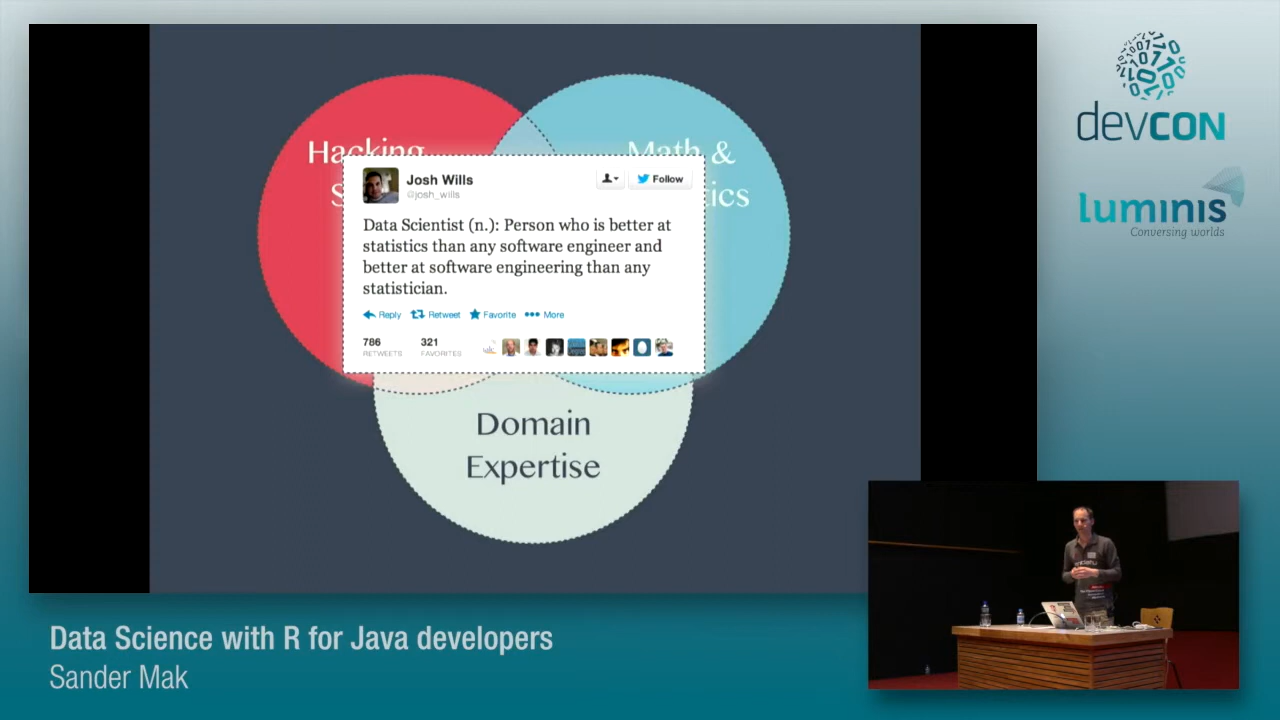 Hacking
S
Math &
ics
Josh Wills
@josh_wills
Follow
Data Scientist (n.): Person who is better at
statistics than any software engineer and
better at software engineering than any
statistician.
Reply Retweet Favorite More
786 321
RETWEETS FAVORITES
Domain
Expertise
devcon
luminis
Conversing worlds
Data Science with R for Java developers
Sander Mak